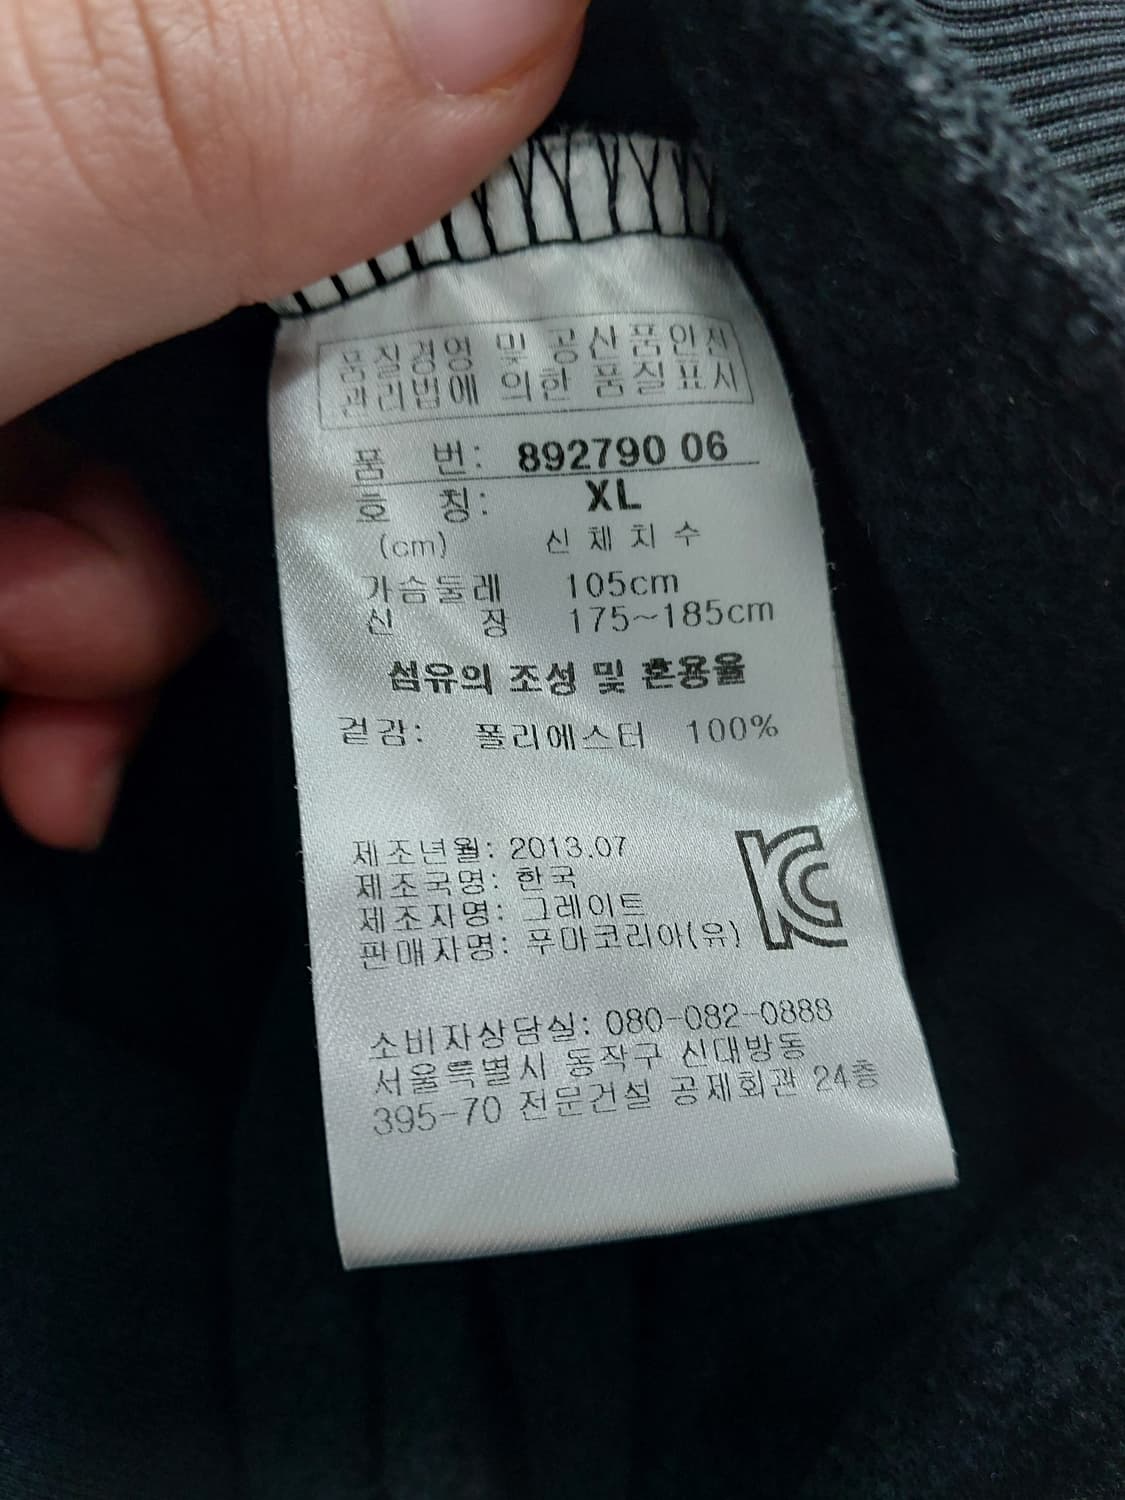 품질경영 및 공산품안전
관리법에 의한 품질표시
품 번: 892790 06
호 칭: XL
(cm) 신체치수
가슴둘레 105cm
신 장 175~185cm
섬유의 조성 및 혼용율
겉감: 폴리에스터 100%
제조년월: 2013.07
제조국명: 한국
제조자명: 그레이트
판매자명: 푸마코리아(유)
소비자상담실: 080-082-0888
서울특별시 동작구 신대방동
395-70 전문건설 공제회관 24층